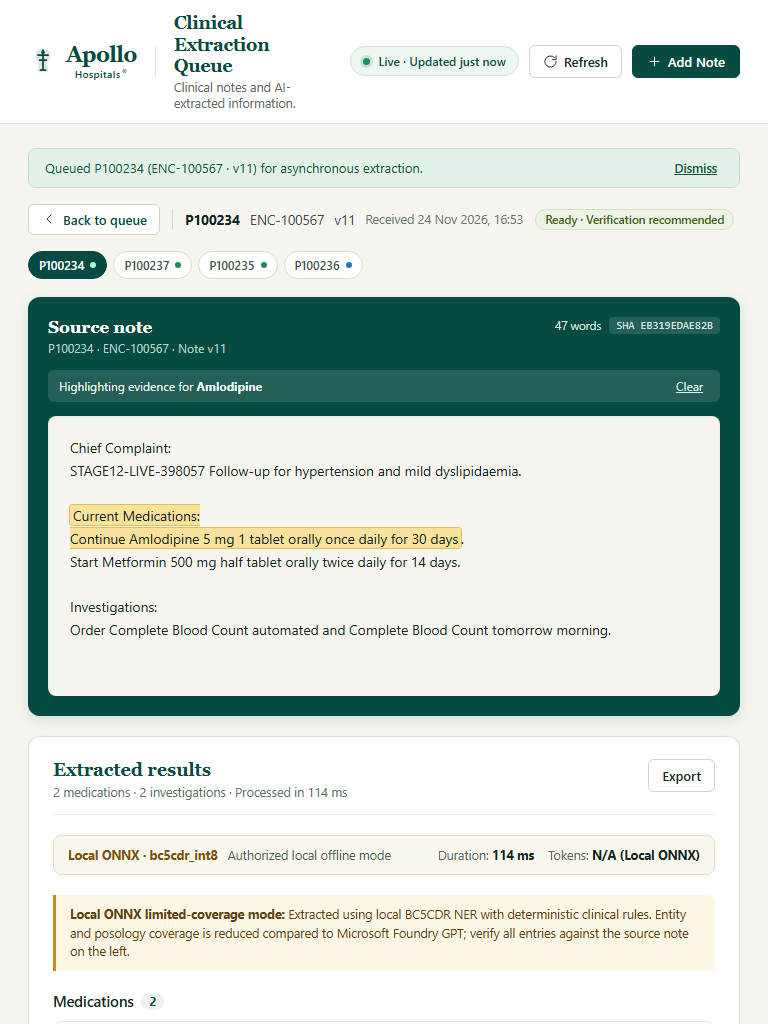 Apollo
Hospitals®
Clinical
Extraction
Queue
Clinical notes and AI-
extracted information.
Live · Updated just now
Refresh
Add Note
Queued P100234 (ENC-100567 · v11) for asynchronous extraction.
Dismiss
Back to queue
P100234 ENC-100567 v11 Received 24 Nov 2026, 16:53
Ready · Verification recommended
P100234
P100237
P100235
P100236
Source note
47 words
SHA EB319EDAE82B
P100234 · ENC-100567 · Note v11
Highlighting evidence for Amlodipine
Clear
Chief Complaint:
STAGE12-LIVE-398057 Follow-up for hypertension and mild dyslipidaemia.
Current Medications:
Continue Amlodipine 5 mg 1 tablet orally once daily for 30 days.
Start Metformin 500 mg half tablet orally twice daily for 14 days.
Investigations:
Order Complete Blood Count automated and Complete Blood Count tomorrow morning.
Extracted results
2 medications · 2 investigations · Processed in 114 ms
Export
Local ONNX · bc5cdr_int8 Authorized local offline mode
Duration: 114 ms Tokens: N/A (Local ONNX)
Local ONNX limited-coverage mode: Extracted using local BC5CDR NER with deterministic clinical rules. Entity
and posology coverage is reduced compared to Microsoft Foundry GPT; verify all entries against the source note
on the left.
Medications 2